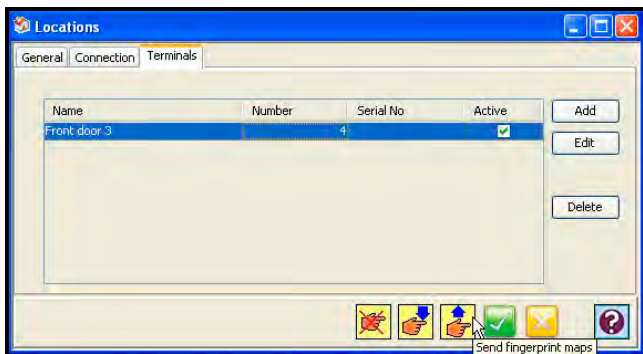 Locations
General Connection Terminals
Name Number Serial No Active
Front door 3 4
Add
Edit
Delete
?
Send fingerprint maps